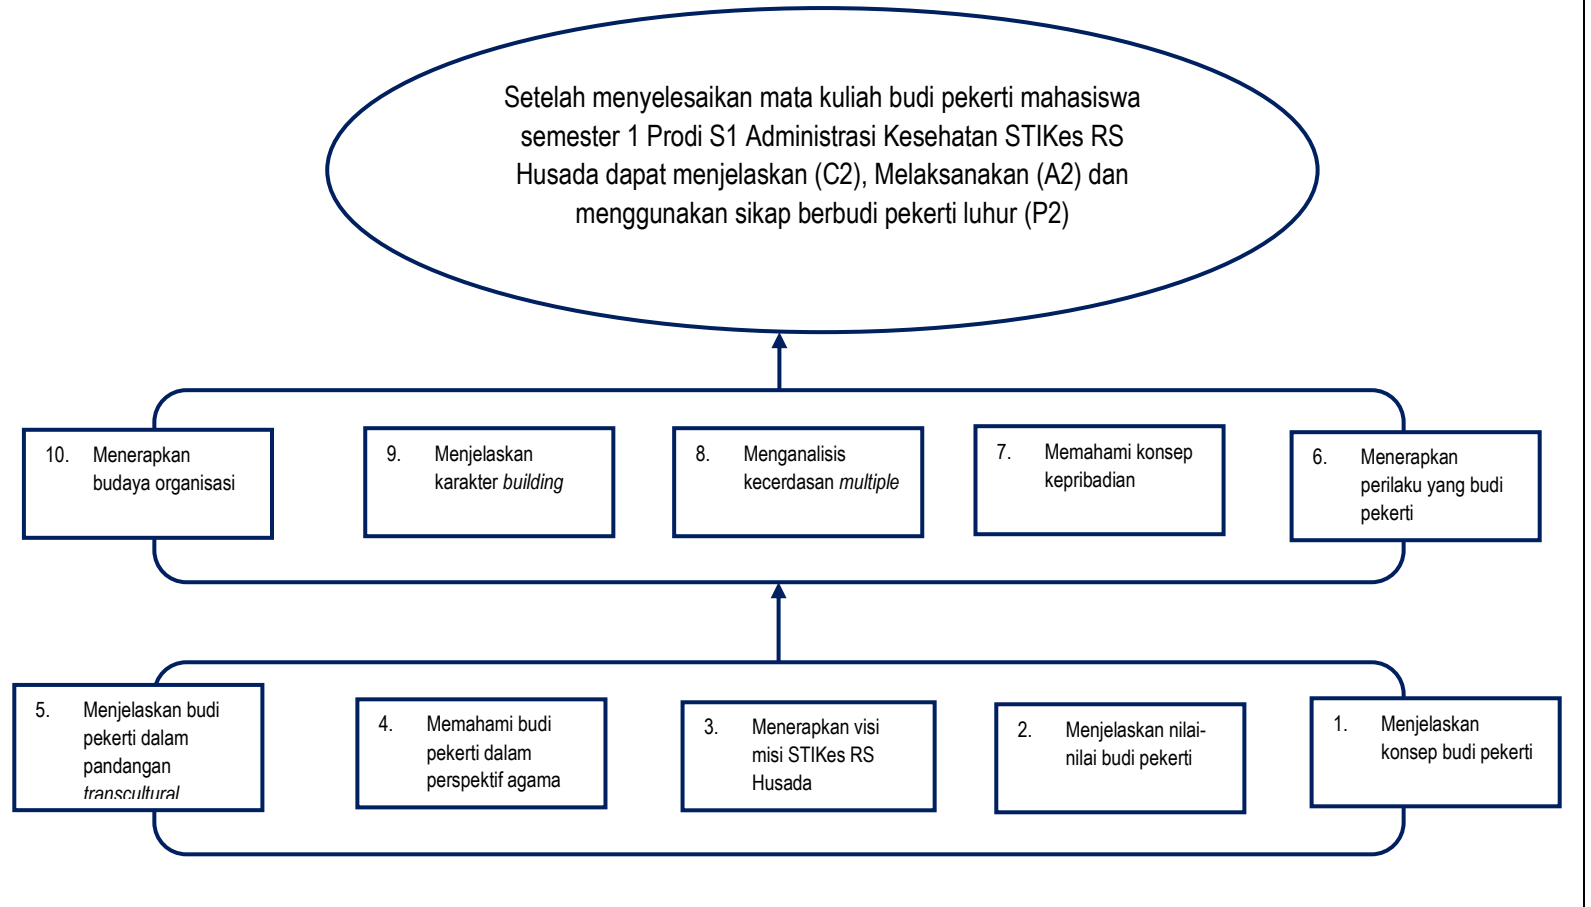 Setelah menyelesaikan mata kuliah budi pekerti mahasiswa
semester 1 Prodi S1 Administrasi Kesehatan STIKes RS
Husada dapat menjelaskan (C2), Melaksanakan (A2) dan
menggunakan sikap berbudi pekerti luhur (P2)
10. Menerapkan
budaya organisasi
9. Menjelaskan
karakter building
8. Menganalisis
kecerdasan multiple
7. Memahami konsep
kepribadian
6. Menerapkan
perilaku yang budi
pekerti
5. Menjelaskan budi
pekerti dalam
pandangan
transcultural
4. Memahami budi
pekerti dalam
perspektif agama
3. Menerapkan visi
misi STIKes RS
Husada
2. Menjelaskan nilai-
nilai budi pekerti
1. Menjelaskan
konsep budi pekerti